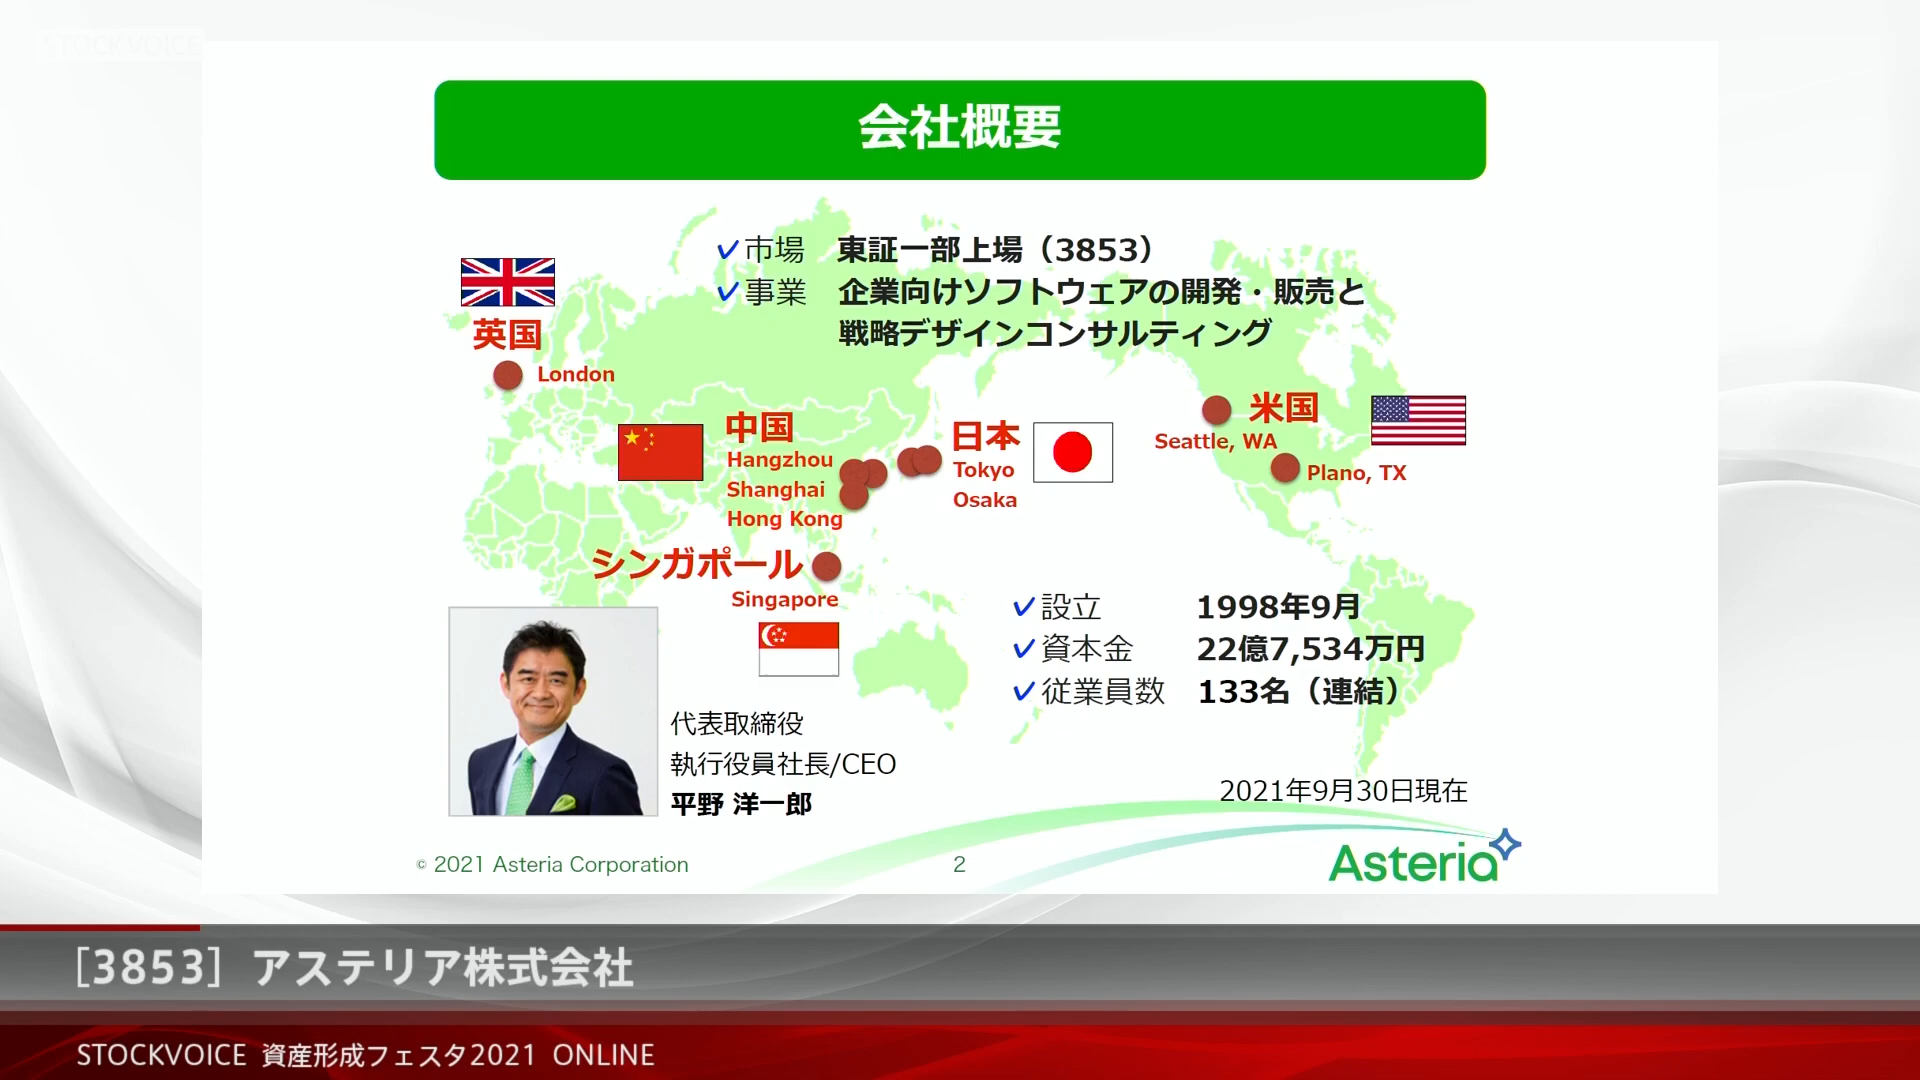 STOCKVOICE
会社概要
✓市場 東証一部上場（3853）
✓事業 企業向けソフトウェアの開発・販売と
戦略デザインコンサルティング
英国
London
中国
Hangzhou
Shanghai
Hong Kong
日本
Tokyo
Osaka
米国
Seattle, WA
Plano, TX
シンガポール
Singapore
✓設立 1998年9月
✓資本金 22億7,534万円
✓従業員数 133名（連結）
代表取締役
執行役員社長/CEO
平野 洋一郎
2021年9月30日現在
© 2021 Asteria Corporation
2
Asteria
[3853] アステリア株式会社
STOCKVOICE 資産形成フェスタ2021 ONLINE